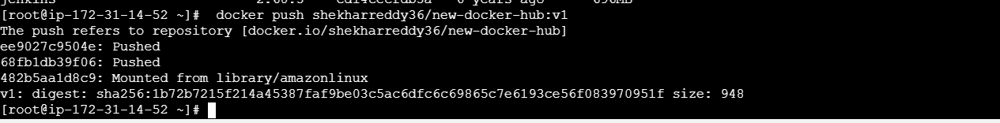 jenkins 2.60.3 cd14cecfdb3a 6 years ago 696MB
[root@ip-172-31-14-52 ~]#  docker push shekharreddy36/new-docker-hub:v1
The push refers to repository [docker.io/shekharreddy36/new-docker-hub]
ee9027c9504e: Pushed
68fb1db39f06: Pushed
482b5aa1d8c9: Mounted from library/amazonlinux
v1: digest: sha256:1b72b7215f214a45387faf9be03c5ac6dfc6c69865c7e6193ce56f083970951f size: 948
[root@ip-172-31-14-52 ~]#